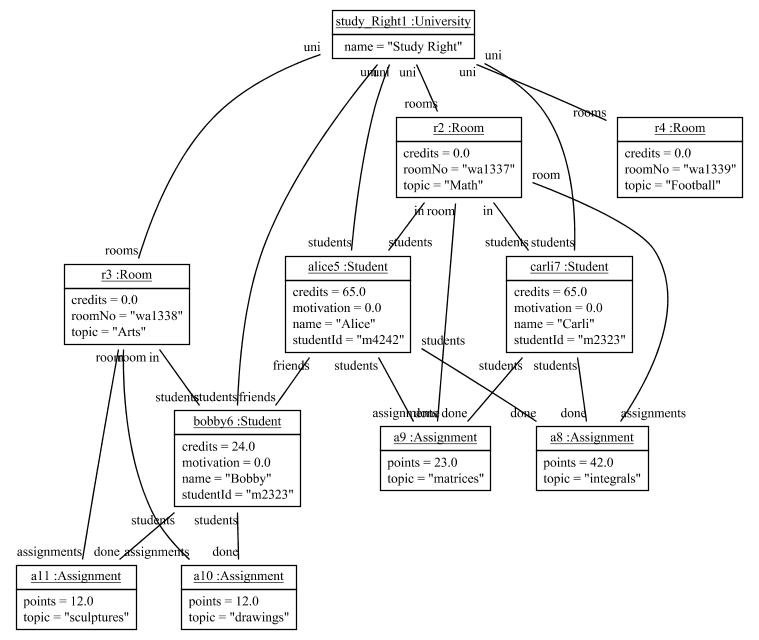 study_Right1 :University
name = "Study Right"
uni
uni
uni
uni
uni
uni
rooms
rooms
r2 :Room
credits = 0.0
roomNo = "wa1337"
topic = "Math"
r4 :Room
credits = 0.0
roomNo = "wa1339"
topic = "Football"
room
in
room
in
rooms
students
students
students
students
r3 :Room
credits = 0.0
roomNo = "wa1338"
topic = "Arts"
alice5 :Student
credits = 65.0
motivation = 0.0
name = "Alice"
studentId = "m4242"
carli7 :Student
credits = 65.0
motivation = 0.0
name = "Carli"
studentId = "m2323"
room
room
in
friends
students
students
students
students
students
students
friends
assignments
done
done
done
done
assignments
bobby6 :Student
credits = 24.0
motivation = 0.0
name = "Bobby"
studentId = "m2323"
a9 :Assignment
points = 23.0
topic = "matrices"
a8 :Assignment
points = 42.0
topic = "integrals"
students
students
assignments
done
assignments
done
a11 :Assignment
points = 12.0
topic = "sculptures"
a10 :Assignment
points = 12.0
topic = "drawings"